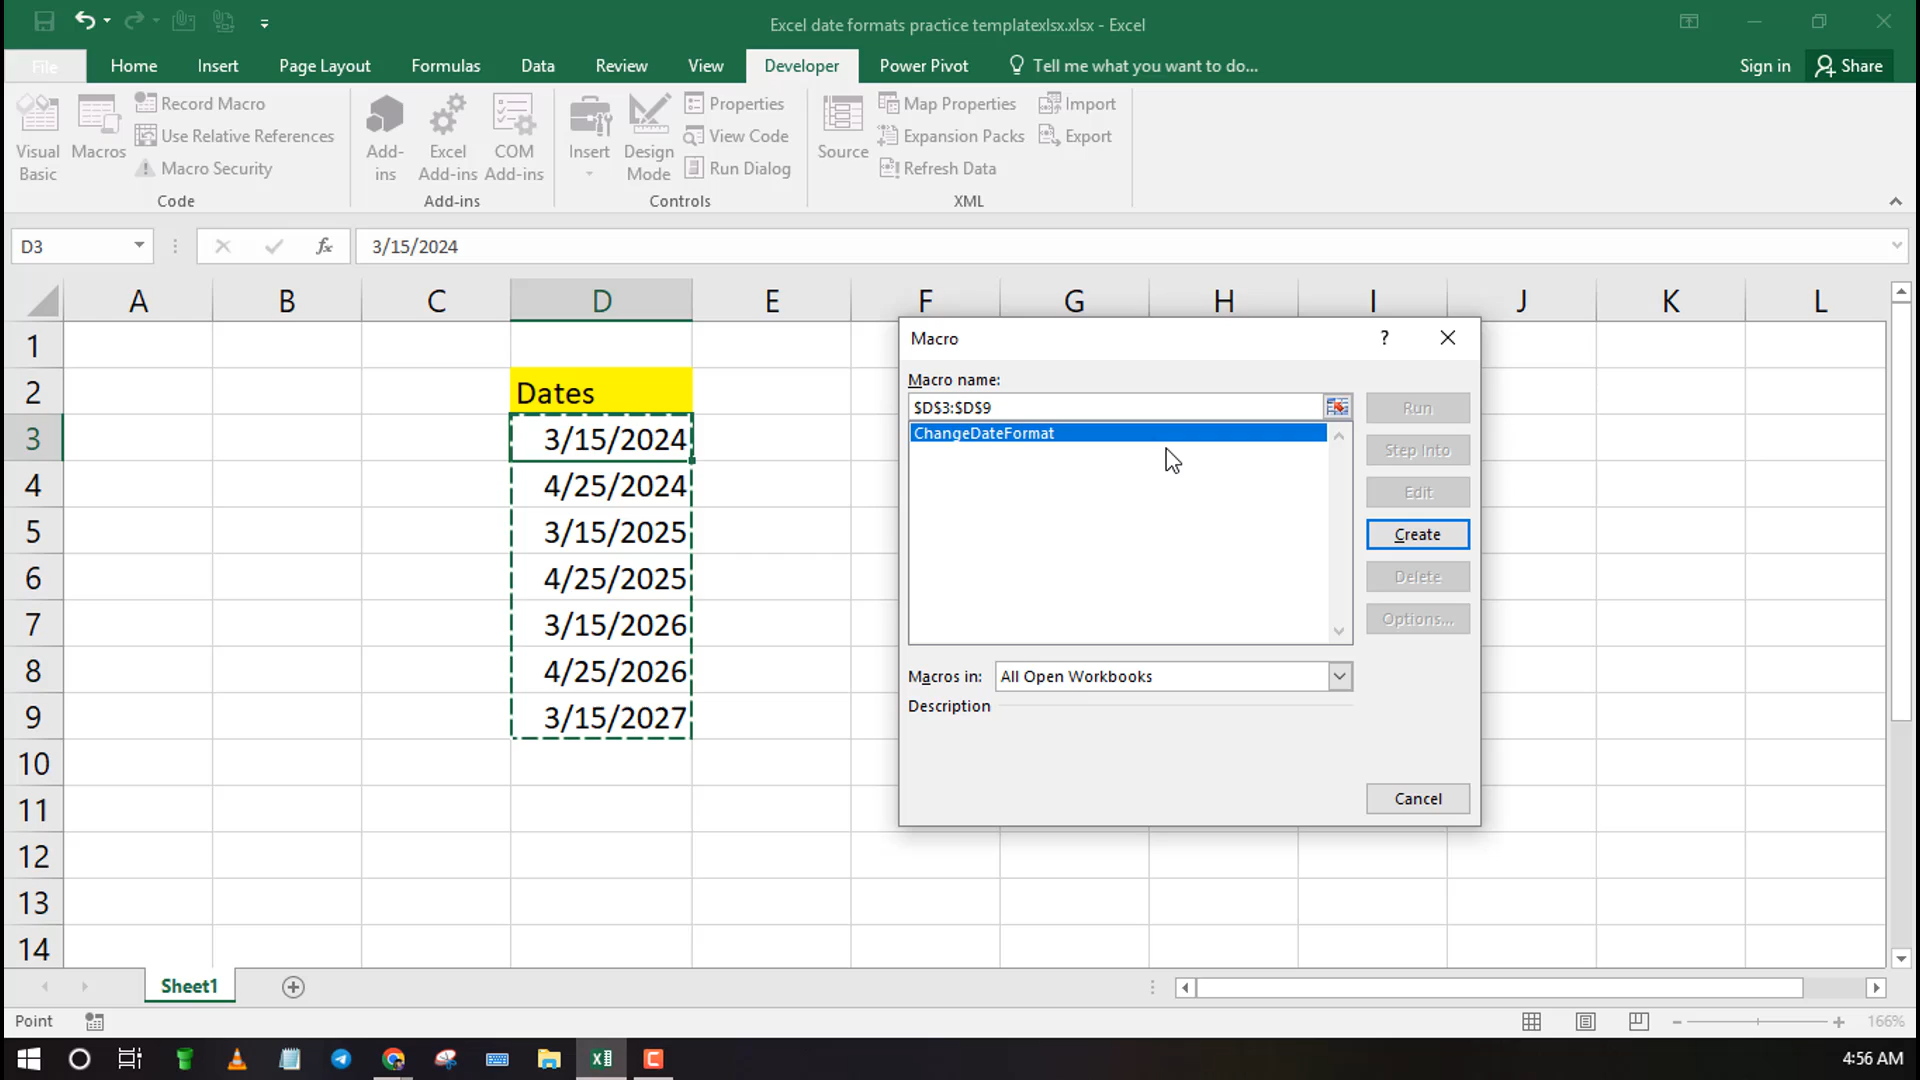 Excel date formats practice templatexlsx.xlsx - Excel
File Home Insert Page Layout Formulas Data Review View Developer Power Pivot Tell me what you want to do... Sign in Share
Visual Basic
Macros
Record Macro
Use Relative References
Macro Security
Code
Add-ins
Excel Add-ins
COM Add-ins
Add-ins
Insert
Design Mode
Properties
View Code
Run Dialog
Controls
Source
Map Properties
Expansion Packs
Refresh Data
Import
Export
XML
D3 fx 3/15/2024
A B C D E F G H I J K L
1
2 Dates
3 3/15/2024
4 4/25/2024
5 3/15/2025
6 4/25/2025
7 3/15/2026
8 4/25/2026
9 3/15/2027
10
11
12
13
14
Macro ?
Macro name:
$D$3:$D$9
ChangeDateFormat
Run
Step Into
Edit
Create
Delete
Options...
Macros in: All Open Workbooks
Description
Cancel
Sheet1
Point 166%
4:56 AM